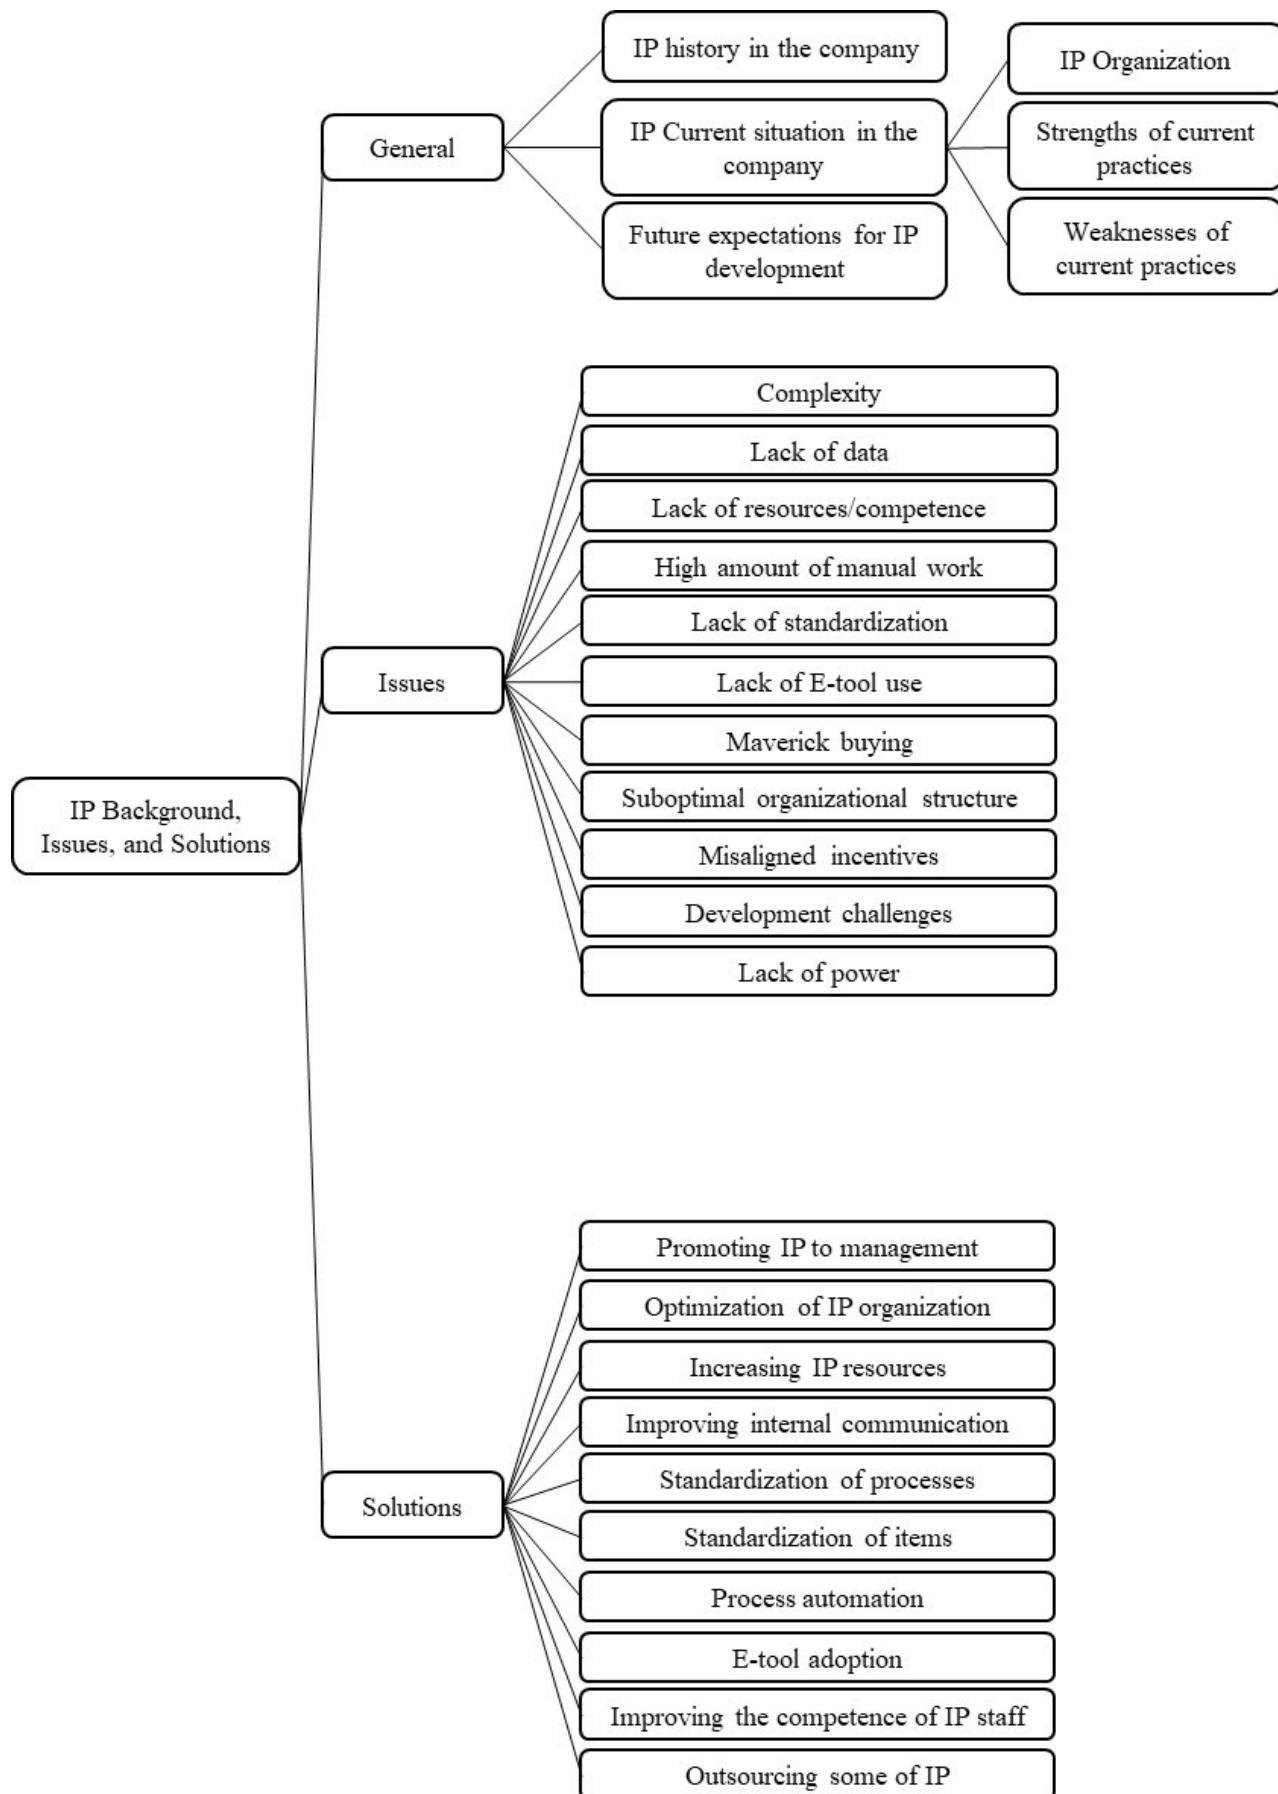 IP history in the company
IP Organization
General
IP Current situation in the
company
Strengths of current
practices
Future expectations for IP
development
Weaknesses of
current practices
Complexity
Lack of data
Lack of resources/competence
High amount of manual work
Lack of standardization
Issues
Lack of E-tool use
Maverick buying
Suboptimal organizational structure
IP Background,
Issues, and Solutions
Misaligned incentives
Development challenges
Lack of power
Promoting IP to management
Optimization of IP organization
Increasing IP resources
Improving internal communication
Standardization of processes
Solutions
Standardization of items
Process automation
E-tool adoption
Improving the competence of IP staff
Outsourcing some of IP